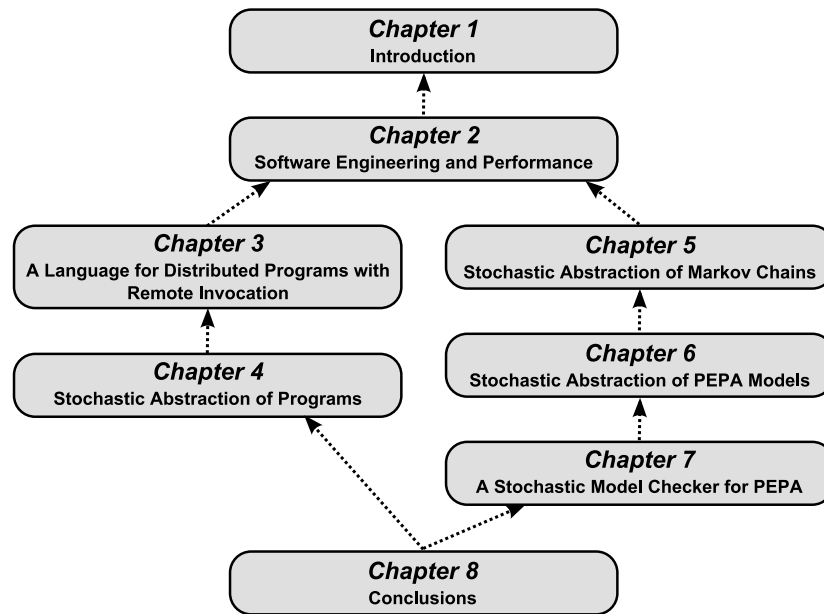 Chapter 1
Introduction
Chapter 2
Software Engineering and Performance
Chapter 3
A Language for Distributed Programs with
Remote Invocation
Chapter 4
Stochastic Abstraction of Programs
Chapter 5
Stochastic Abstraction of Markov Chains
Chapter 6
Stochastic Abstraction of PEPA Models
Chapter 7
A Stochastic Model Checker for PEPA
Chapter 8
Conclusions